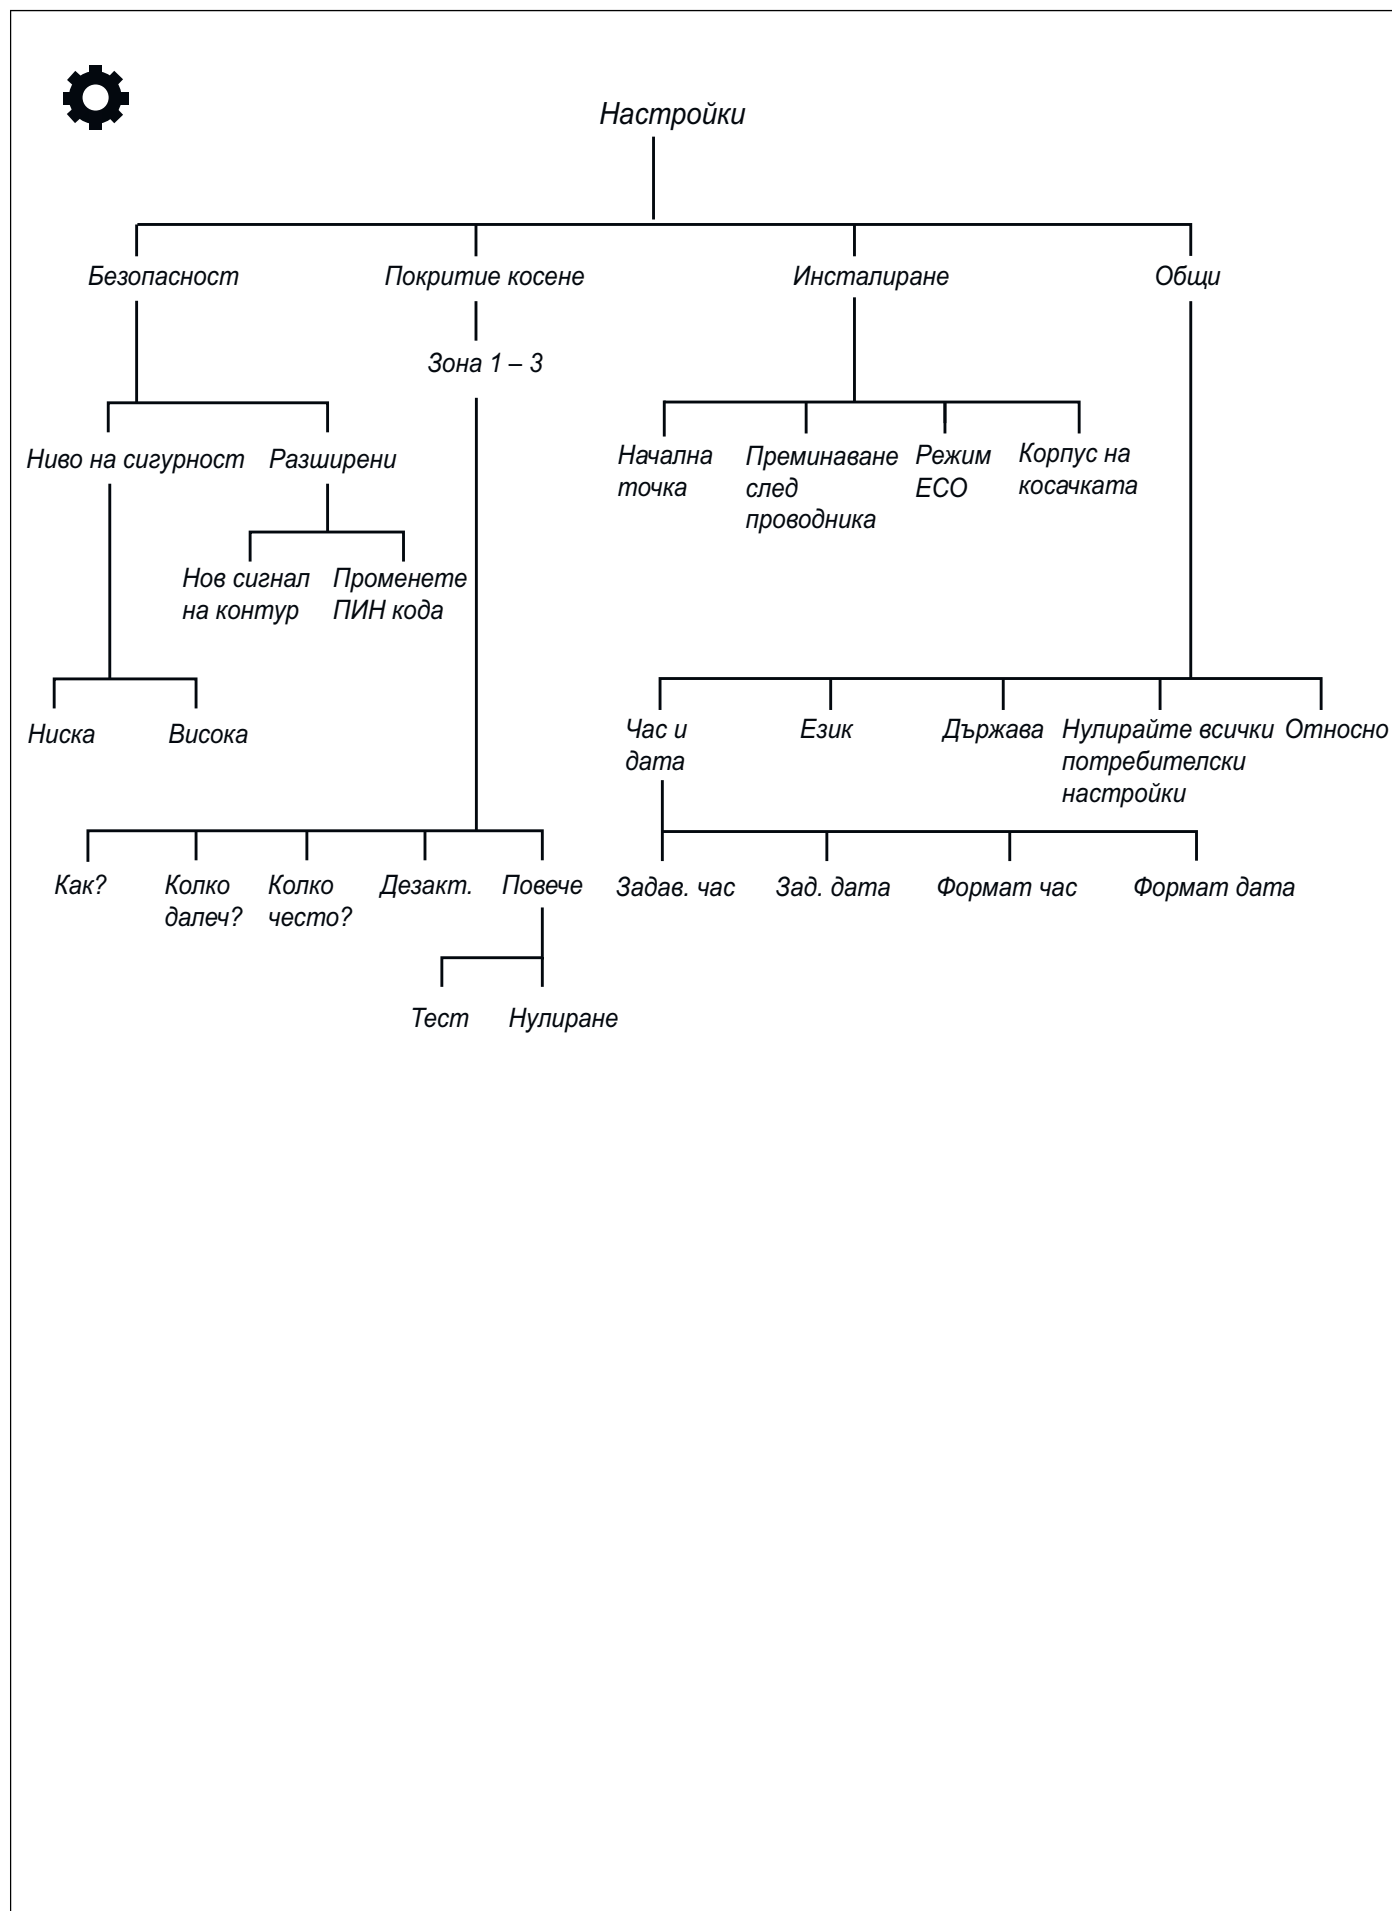 Настройки
Безопасност
Покритие косене
Инсталиране
Общи
Зона 1 – 3
Ниво на сигурност
Разширени
Начална
точка
Преминаване
след
проводника
Режим
ECO
Корпус на
косачката
Нов сигнал
на контур
Променете
ПИН кода
Ниска
Висока
Час и
дата
Език
Държава
Нулирайте всички
потребителски
настройки
Относно
Как?
Колко
далеч?
Колко
често?
Дезакт.
Повече
Задав. час
Зад. дата
Формат час
Формат дата
Тест
Нулиране